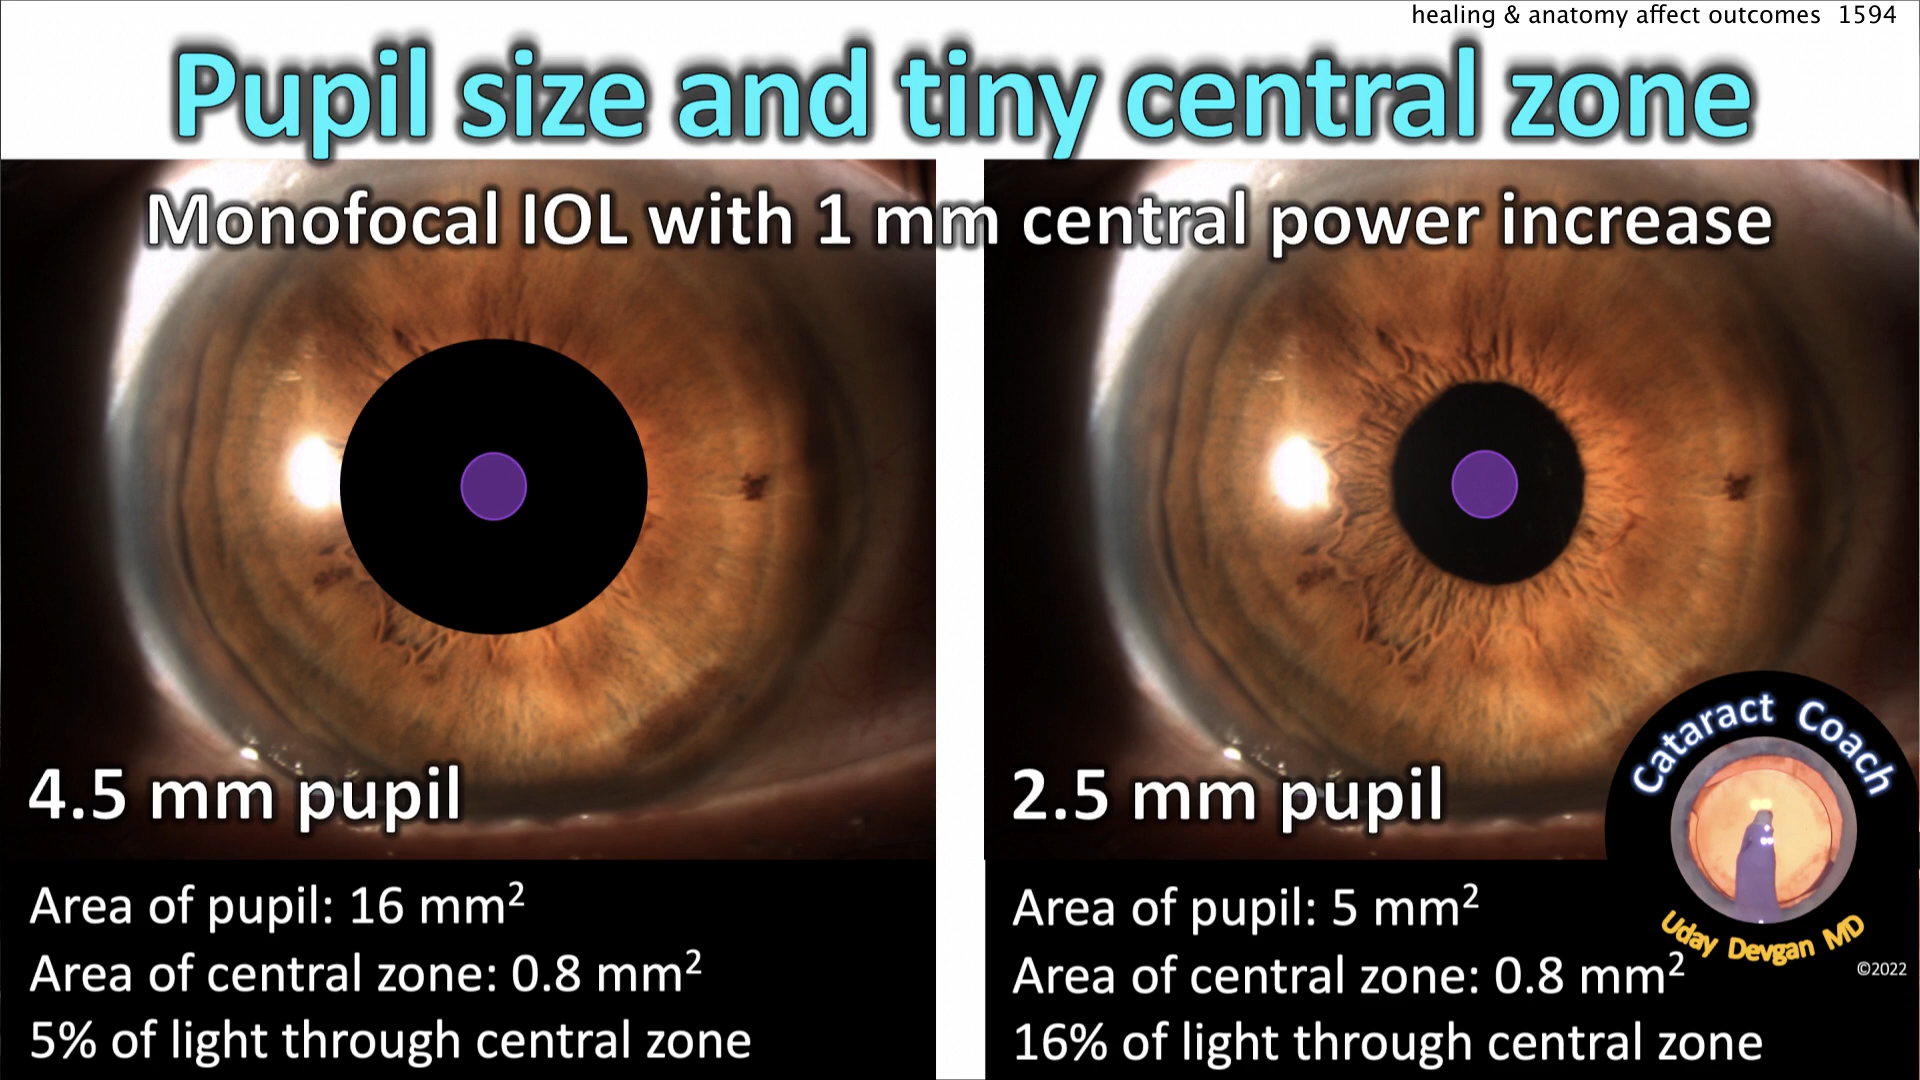 healing & anatomy affect outcomes 1594
Pupil size and tiny central zone
Monofocal IOL with 1 mm central power increase
4.5 mm pupil
Area of pupil: 16 mm²
Area of central zone: 0.8 mm²
5% of light through central zone
2.5 mm pupil
Area of pupil: 5 mm²
Area of central zone: 0.8 mm²
16% of light through central zone
Cataract Coach
Uday Devgan MD
©2022